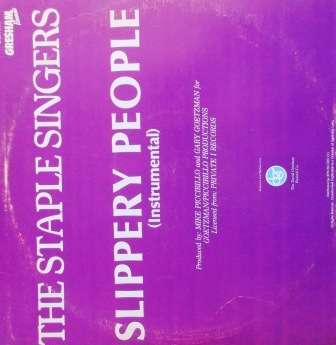 GRESHAM
THE STAPLE SINGERS
SLIPPERY PEOPLE
(Instrumental)
Produced by: MIKE PICCIRILLO and GARY GOETZMAN for
GOETZMAN/PICCIRILLO PRODUCTIONS
Licensed from: PRIVATE I RECORDS